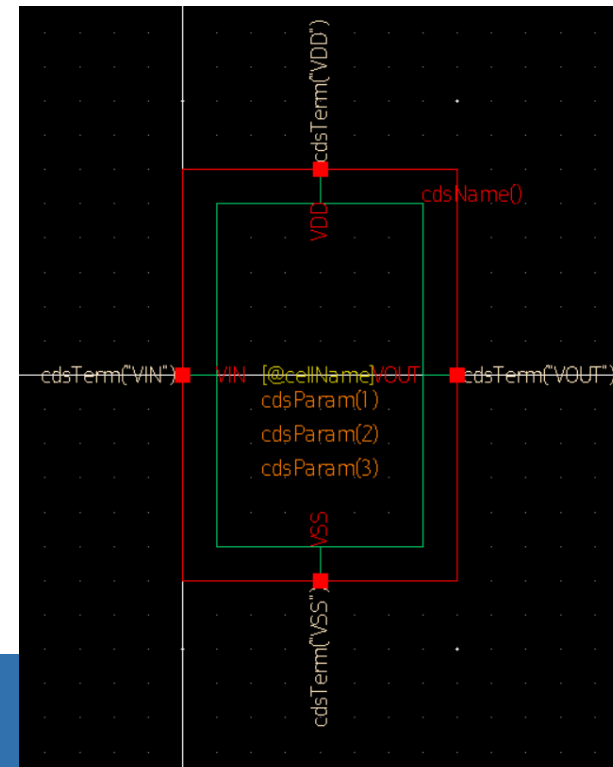 cdsTerm("VDD")
cdsName()
VDD
cdsTerm("VIN")
VIN
[@cellName]
VOUT
cdsTerm("VOUT")
cdsParam(1)
cdsParam(2)
cdsParam(3)
VSS
cdsTerm("VSS")